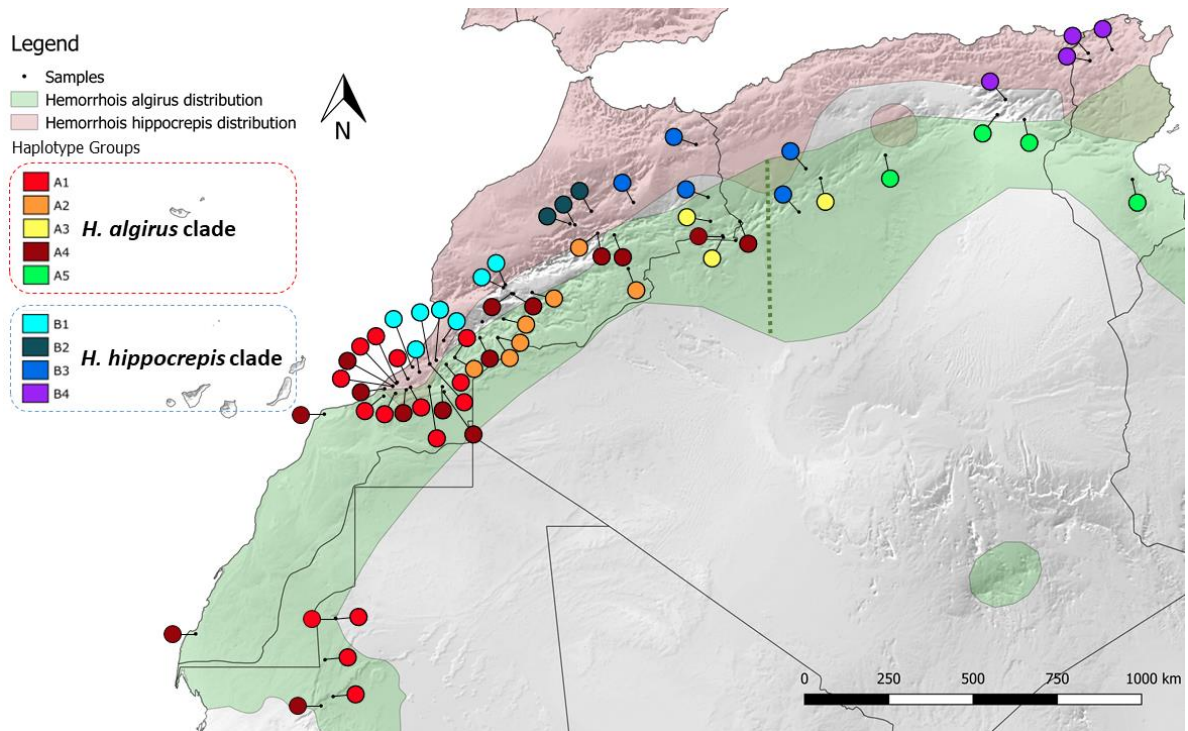 Legend
Samples
Hemorrhois algirus distribution
Hemorrhois hippocrepis distribution
Haplotype Groups
A1
A2
A3
A4
A5
H. algirus clade
B1
B2
B3
B4
H. hippocrepis clade
N
0 250 500 750 1000 km